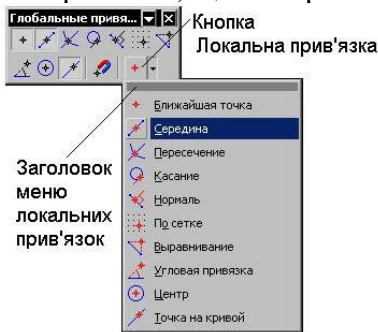 Глобальные привя...
Кнопка
Локальна прив'язка
Ближайшая точка
Середина
Пересечение
Касание
Нормаль
По сетке
Выравнивание
Угловая привязка
Центр
Точка на кривой
Заголовок
меню
локальних
прив'язок